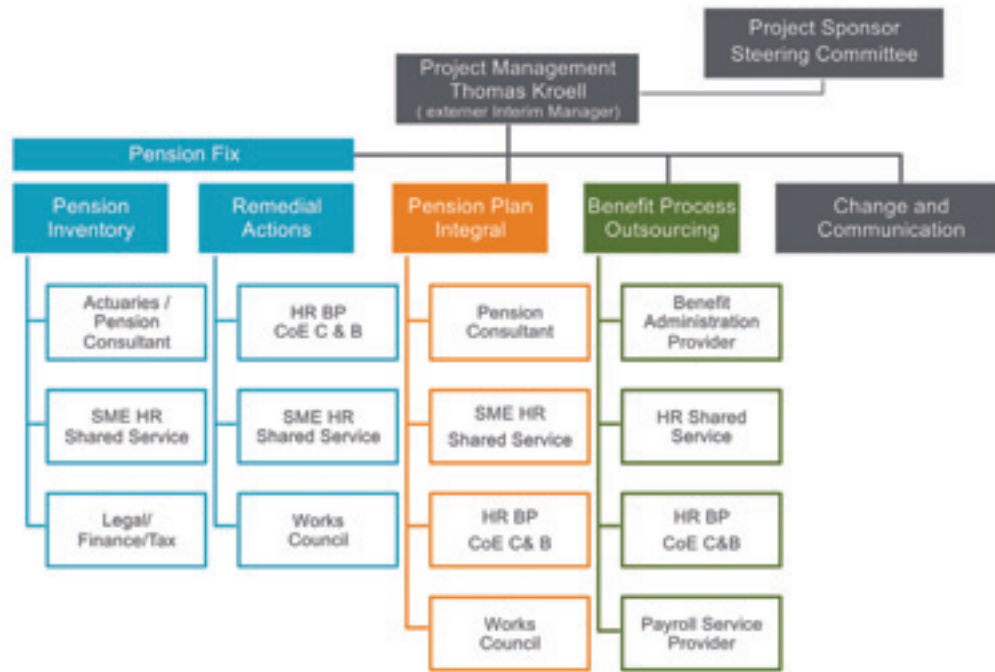 Project Sponsor
Steering Committee
Project Management
Thomas Kroell
( externer Interim Manager)
Pension Fix
Pension
Inventory
Remedial
Actions
Pension Plan
Integral
Benefit Process
Outsourcing
Change and
Communication
Actuaries /
Pension
Consultant
SME HR
Shared Service
Legal/
Finance/Tax
HR BP
CoE C & B
SME HR
Shared Service
Works
Council
Pension
Consultant
SME HR
Shared Service
HR BP
CoE C& B
Works
Council
Benefit
Administration
Provider
HR Shared
Service
HR BP
CoE C&B
Payroll Service
Provider